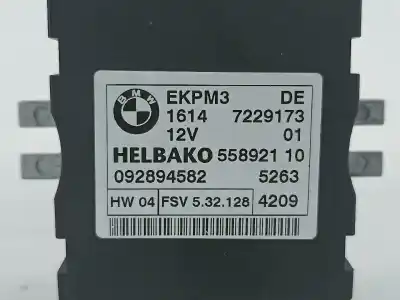 BMW
EKPM3 DE
1614 7229173
12V 01
HELBAKO 558921 10
092894582 5263
HW 04 FSV 5.32.128 4209